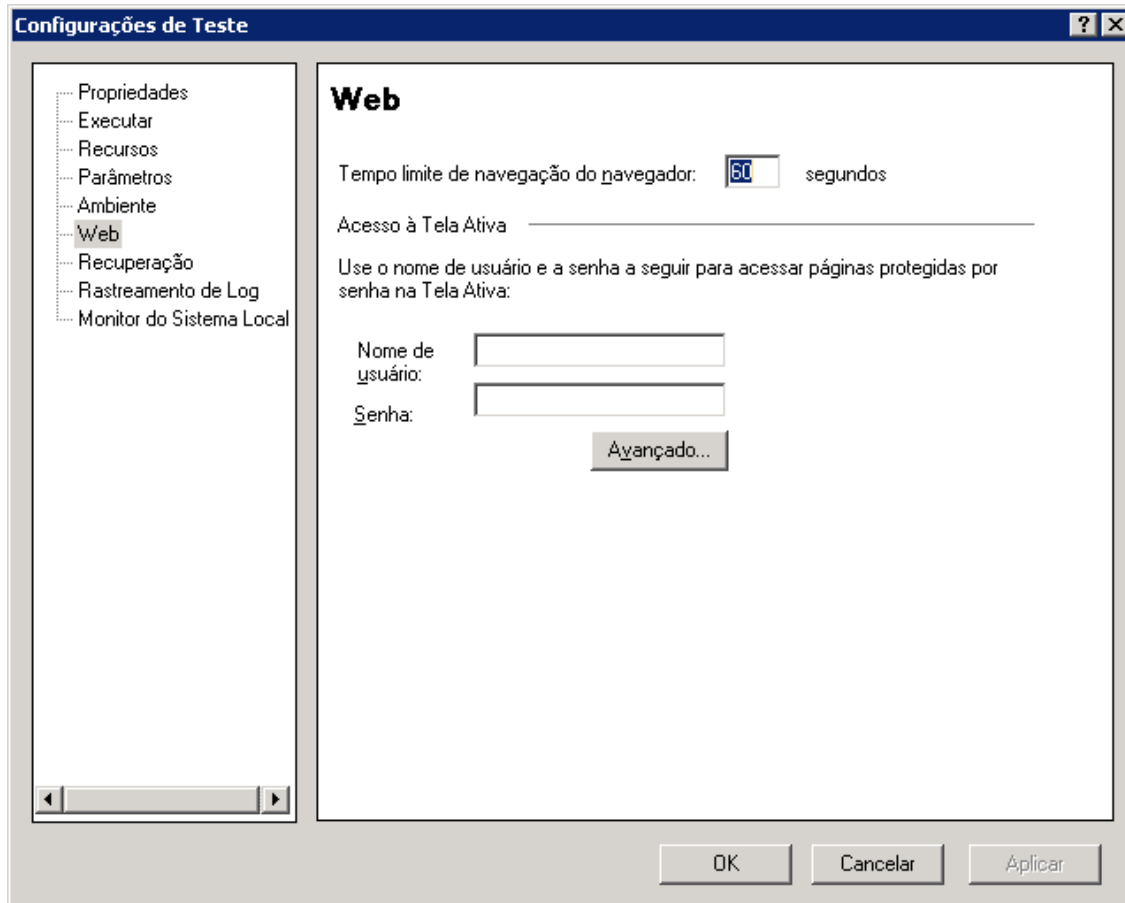 Configurações de Teste
Propriedades
Executar
Recursos
Parâmetros
Ambiente
Web
Recuperação
Rastreamento de Log
Monitor do Sistema Local
Web
Tempo limite de navegação do navegador: 60 segundos
Acesso à Tela Ativa
Use o nome de usuário e a senha a seguir para acessar páginas protegidas por
senha na Tela Ativa:
Nome de
usuário:
Senha:
Avançado...
OK Cancelar Aplicar